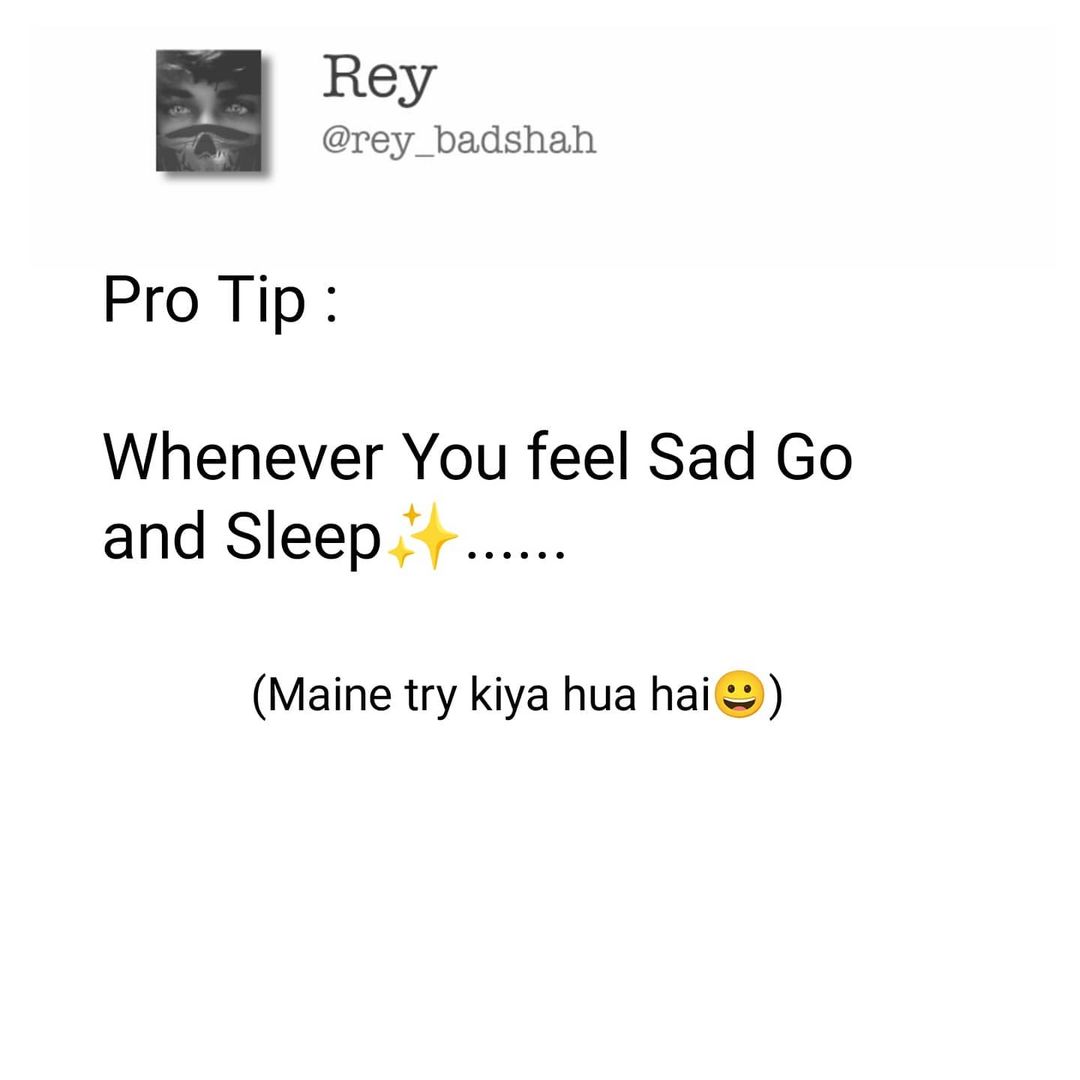 Rey
@rey_badshah
Pro Tip :
Whenever You feel Sad Go
and Sleep✨......
(Maine try kiya hua hai😀)